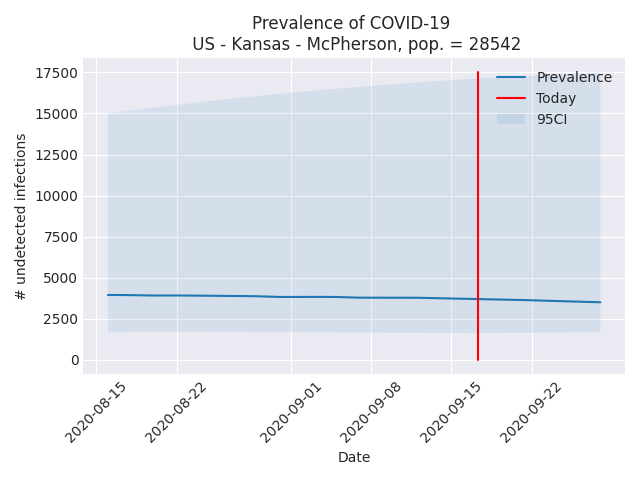 Prevalence of COVID-19
US - Kansas - McPherson, pop. = 28542
17500
15000
12500
10000
7500
5000
2500
0
# undetected infections
Prevalence
Today
95CI
2020-08-15
2020-08-22
2020-09-01
2020-09-08
2020-09-15
2020-09-22
Date